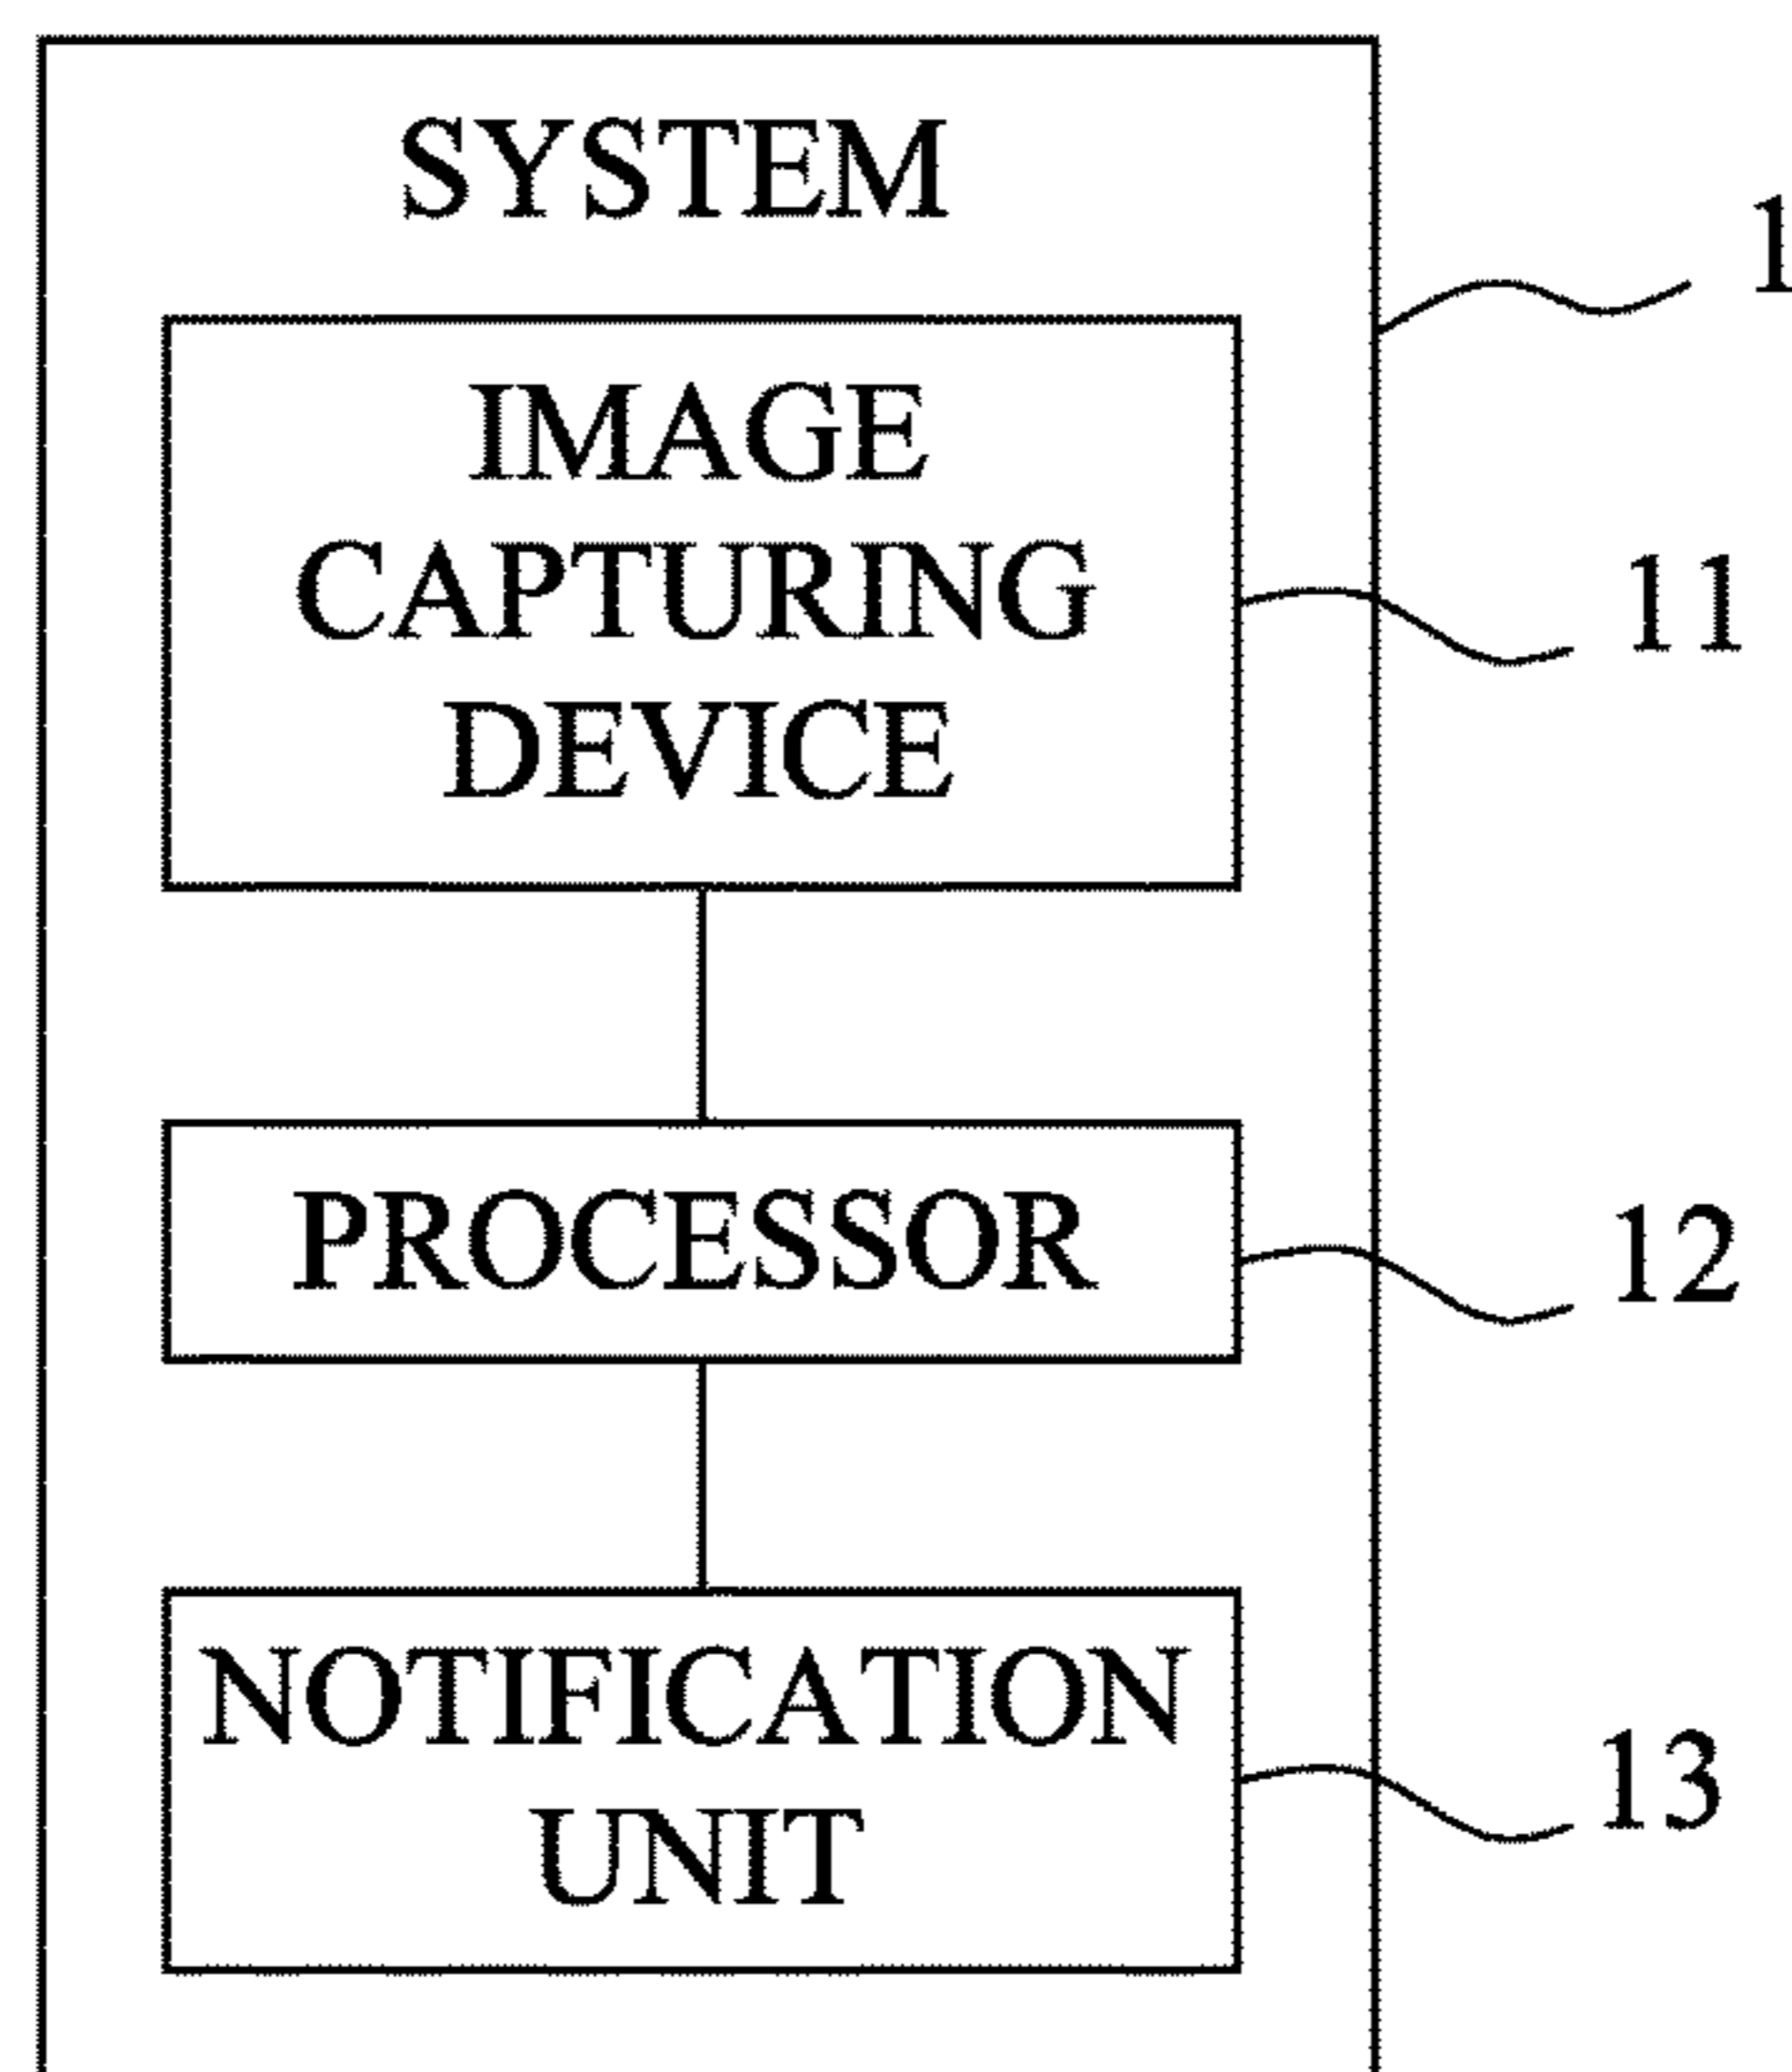 SYSTEM
1
IMAGE
CAPTURING
DEVICE
11
PROCESSOR
12
NOTIFICATION
UNIT
13